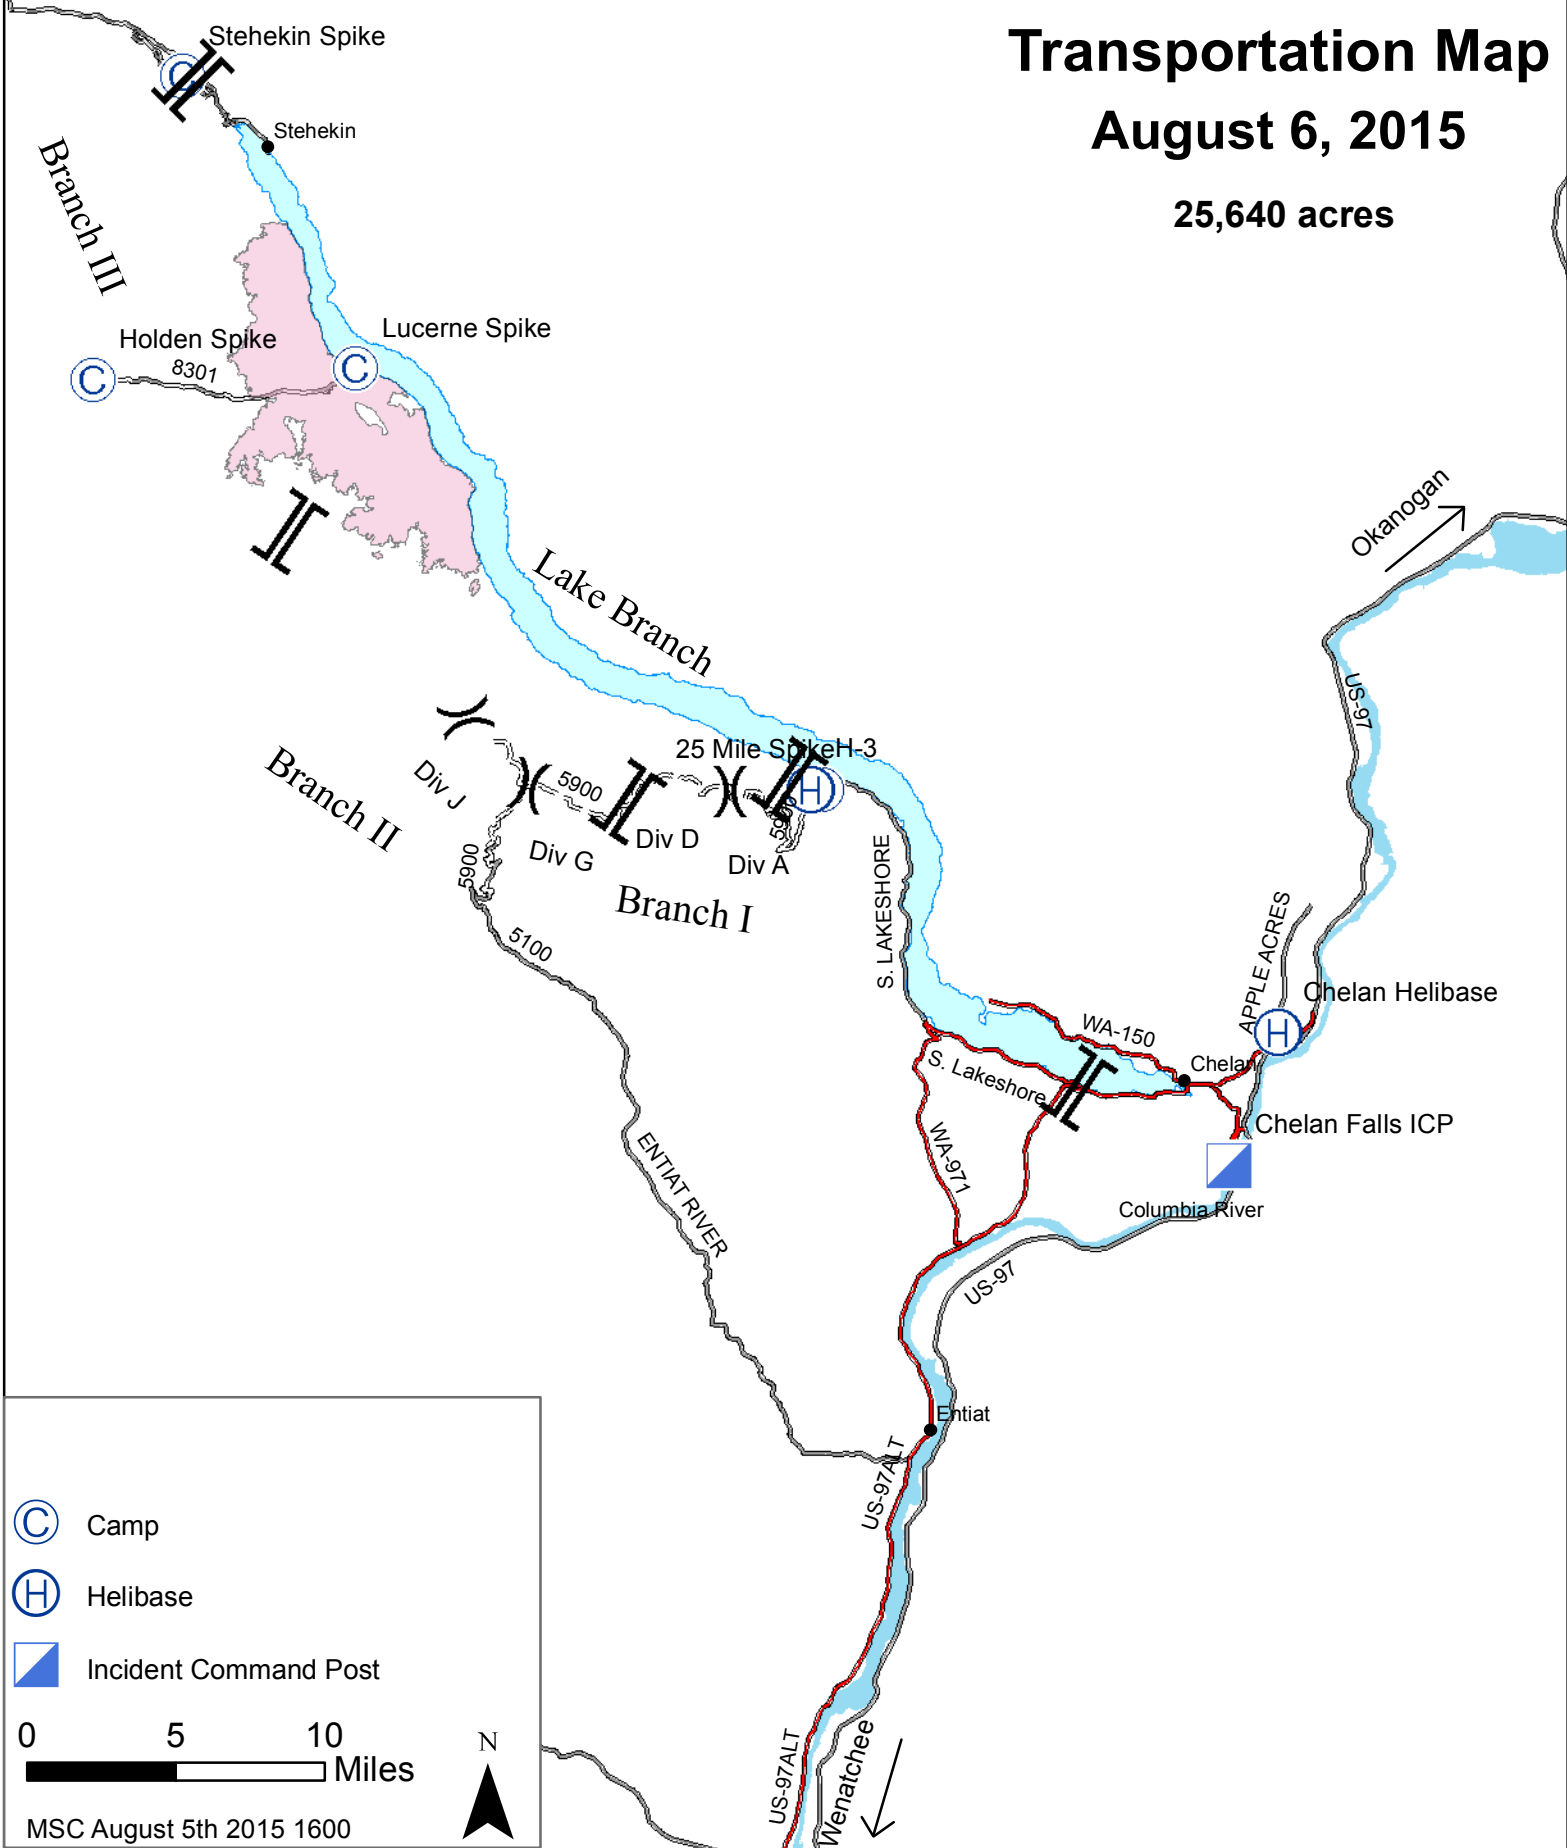 Transportation Map
August 6, 2015
25,640 acres
Stehekin Spike
C
Stehekin
Branch III
Holden Spike
Lucerne Spike
C
C
8301
Okanogan
Lake Branch
US-97
25 Mile SpikeH-3
H
Div J
5900
5900
Branch II
Div D
Div G
Div A
5900
Branch I
S. LAKESHORE
5100
APPLE ACRES
Chelan Helibase
H
WA-150
Chelan
S. Lakeshore
Chelan Falls ICP
WA-971
ENTIAT RIVER
Columbia River
US-97
Entiat
US-97ALT
C Camp
H Helibase
Incident Command Post
0 5 10
Miles
N
MSC August 5th 2015 1600
US-97ALT
Wenatchee